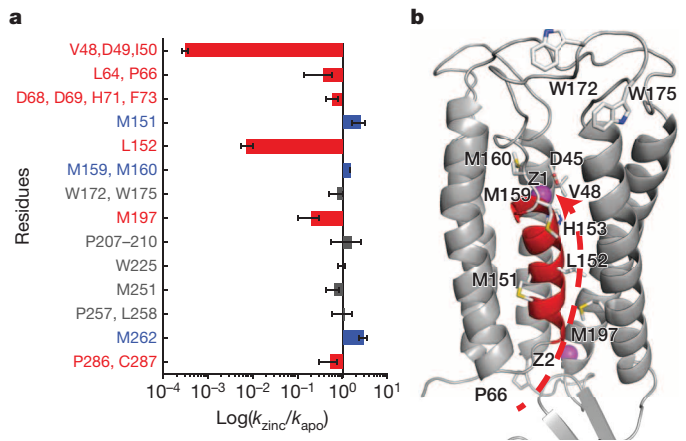 a
V48,D49,I50
L64, P66
D68, D69, H71, F73
M151
L152
M159, M160
W172, W175
M197
P207–210
W225
M251
P257, L258
M262
P286, C287
Residues
10⁻⁴ 10⁻³ 10⁻² 10⁻¹ 10⁰ 10¹
Log(k_zinc/k_apo)
b
W172
W175
M160
D45
Z1
M159
V48
H153
L152
M151
M197
Z2
P66